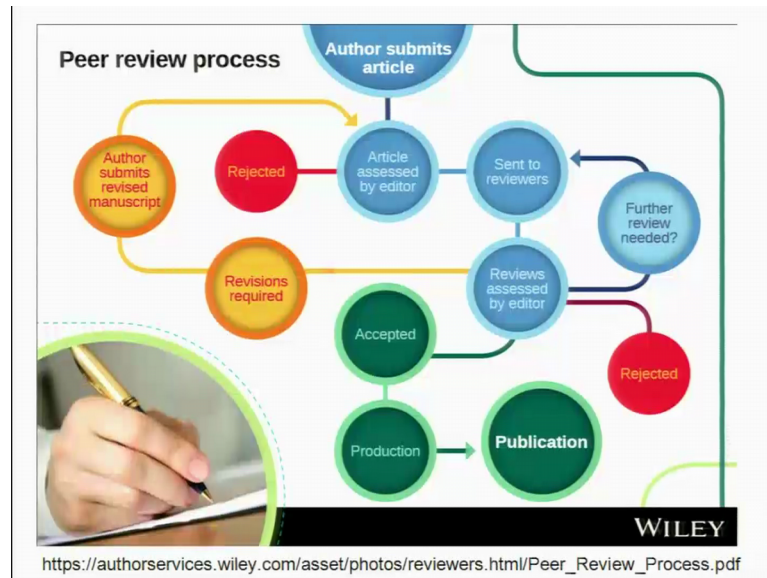 Peer review process
Author submits
article
Author
submits
revised
manuscript
Rejected
Article
assessed
by editor
Sent to
reviewers
Further
review
needed?
Revisions
required
Reviews
assessed
by editor
Accepted
Rejected
Production
Publication
WILEY
https://authorservices.wiley.com/asset/photos/reviewers.html/Peer_Review_Process.pdf